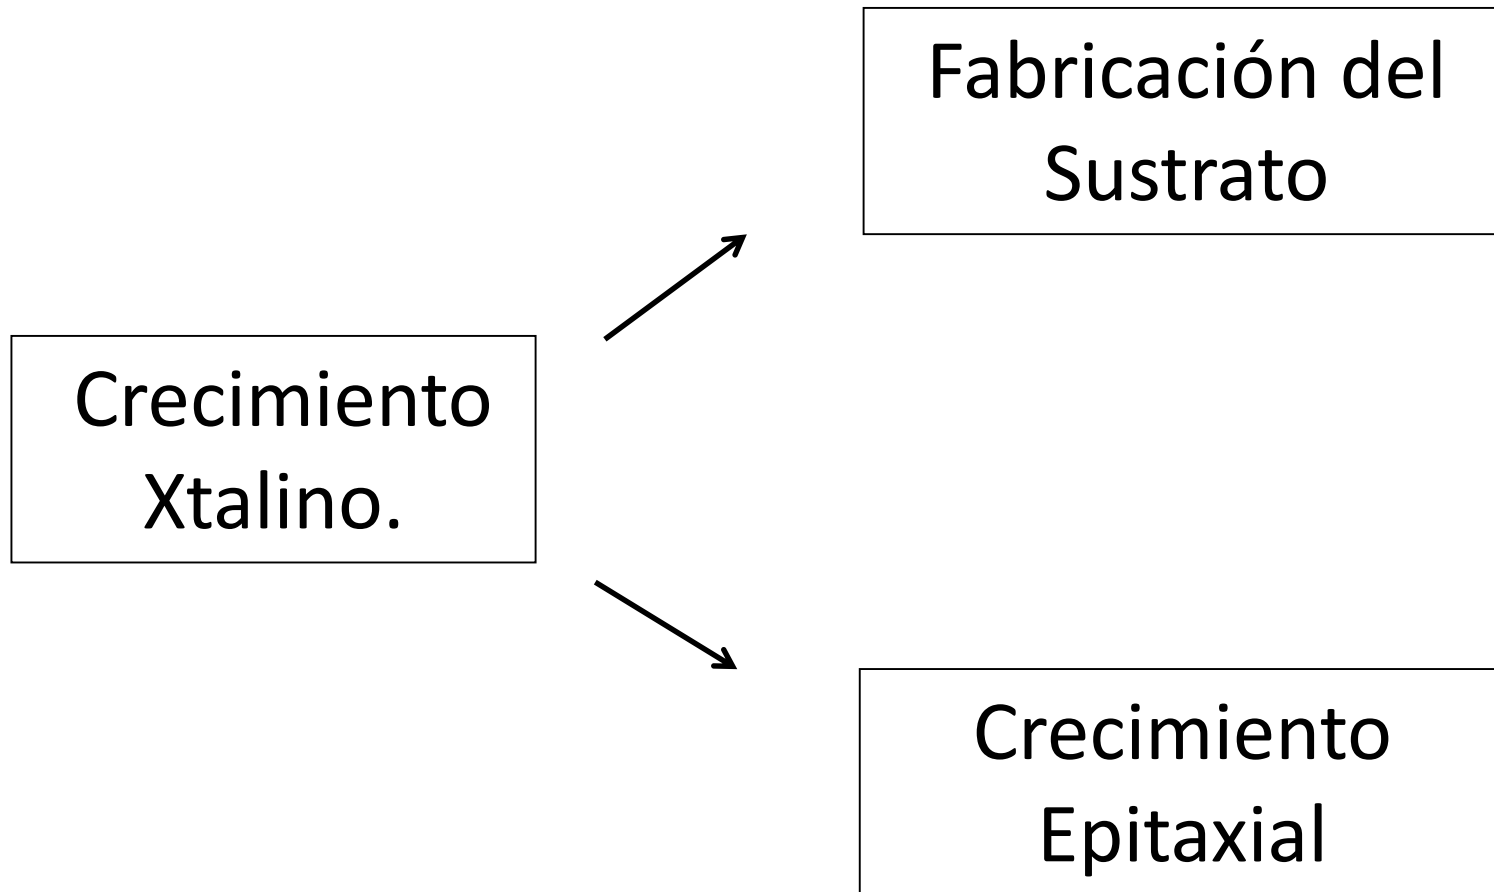 Fabricación del
Sustrato
Crecimiento
Xtalino.
Crecimiento
Epitaxial